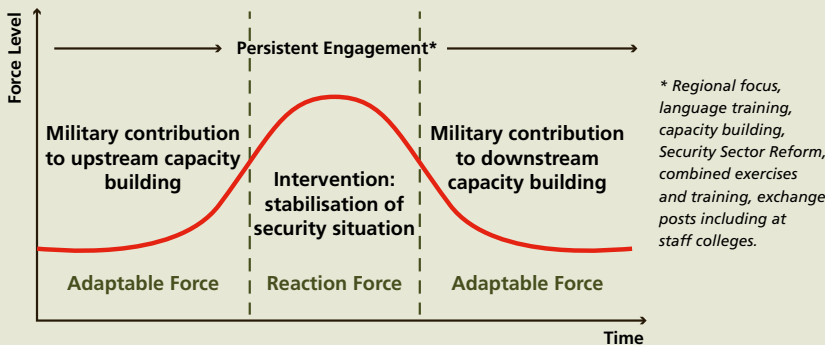 Force Level
Persistent Engagement*
Military contribution
to upstream capacity
building
Intervention:
stabilisation of
security situation
Military contribution
to downstream
capacity building
Adaptable Force
Reaction Force
Adaptable Force
Time
* Regional focus,
language training,
capacity building,
Security Sector Reform,
combined exercises
and training, exchange
posts including at
staff colleges.